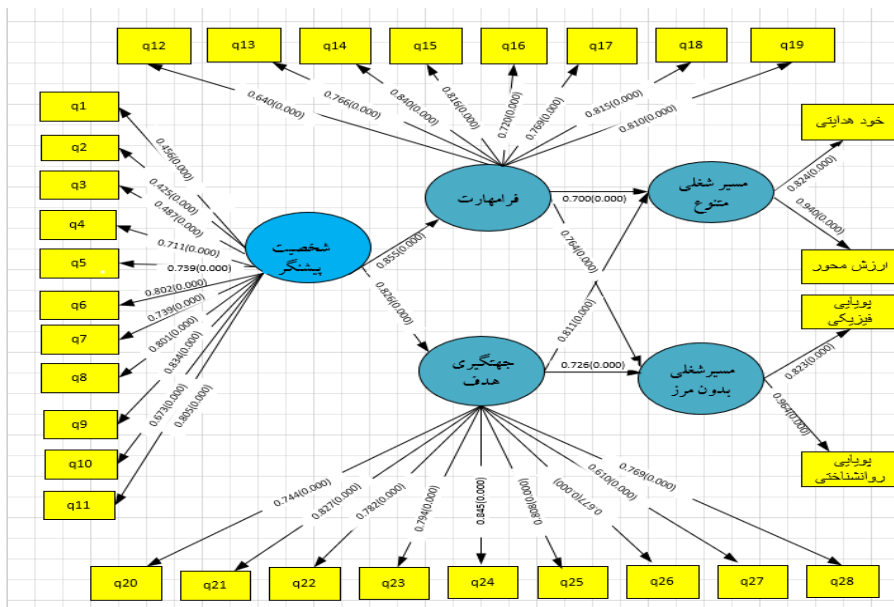 q12
q13
q14
q15
q16
q17
q18
q19
0.640(0.000)
0.766(0.000)
0.840(0.000)
0.816(0.000)
0.720(0.000)
0.769(0.000)
0.815(0.000)
0.810(0.000)
q1
q2
q3
q4
q5
q6
q7
q8
q9
q10
q11
0.456(0.000)
0.425(0.000)
0.487(0.000)
0.711(0.000)
0.739(0.000)
0.802(0.000)
0.739(0.000)
0.801(0.000)
0.834(0.000)
0.673(0.000)
0.805(0.000)
شخصیت
پیشنگر
0.855(0.000)
0.826(0.000)
فرامهارت
جهتگیری
هدف
0.700(0.000)
0.764(0.000)
0.811(0.000)
0.726(0.000)
مسیر شغلی
متنوع
مسیرشغلی
بدون مرز
0.824(0.000)
0.940(0.000)
0.823(0.000)
0.964(0.000)
خود هدایتی
ارزش محور
پویایی
فیزیکی
پویایی
روانشناختی
0.744(0.000)
0.827(0.000)
0.782(0.000)
0.794(0.000)
0.845(0.000)
0.808(0.000)
0.677(0.000)
0.610(0.000)
0.769(0.000)
q20
q21
q22
q23
q24
q25
q26
q27
q28